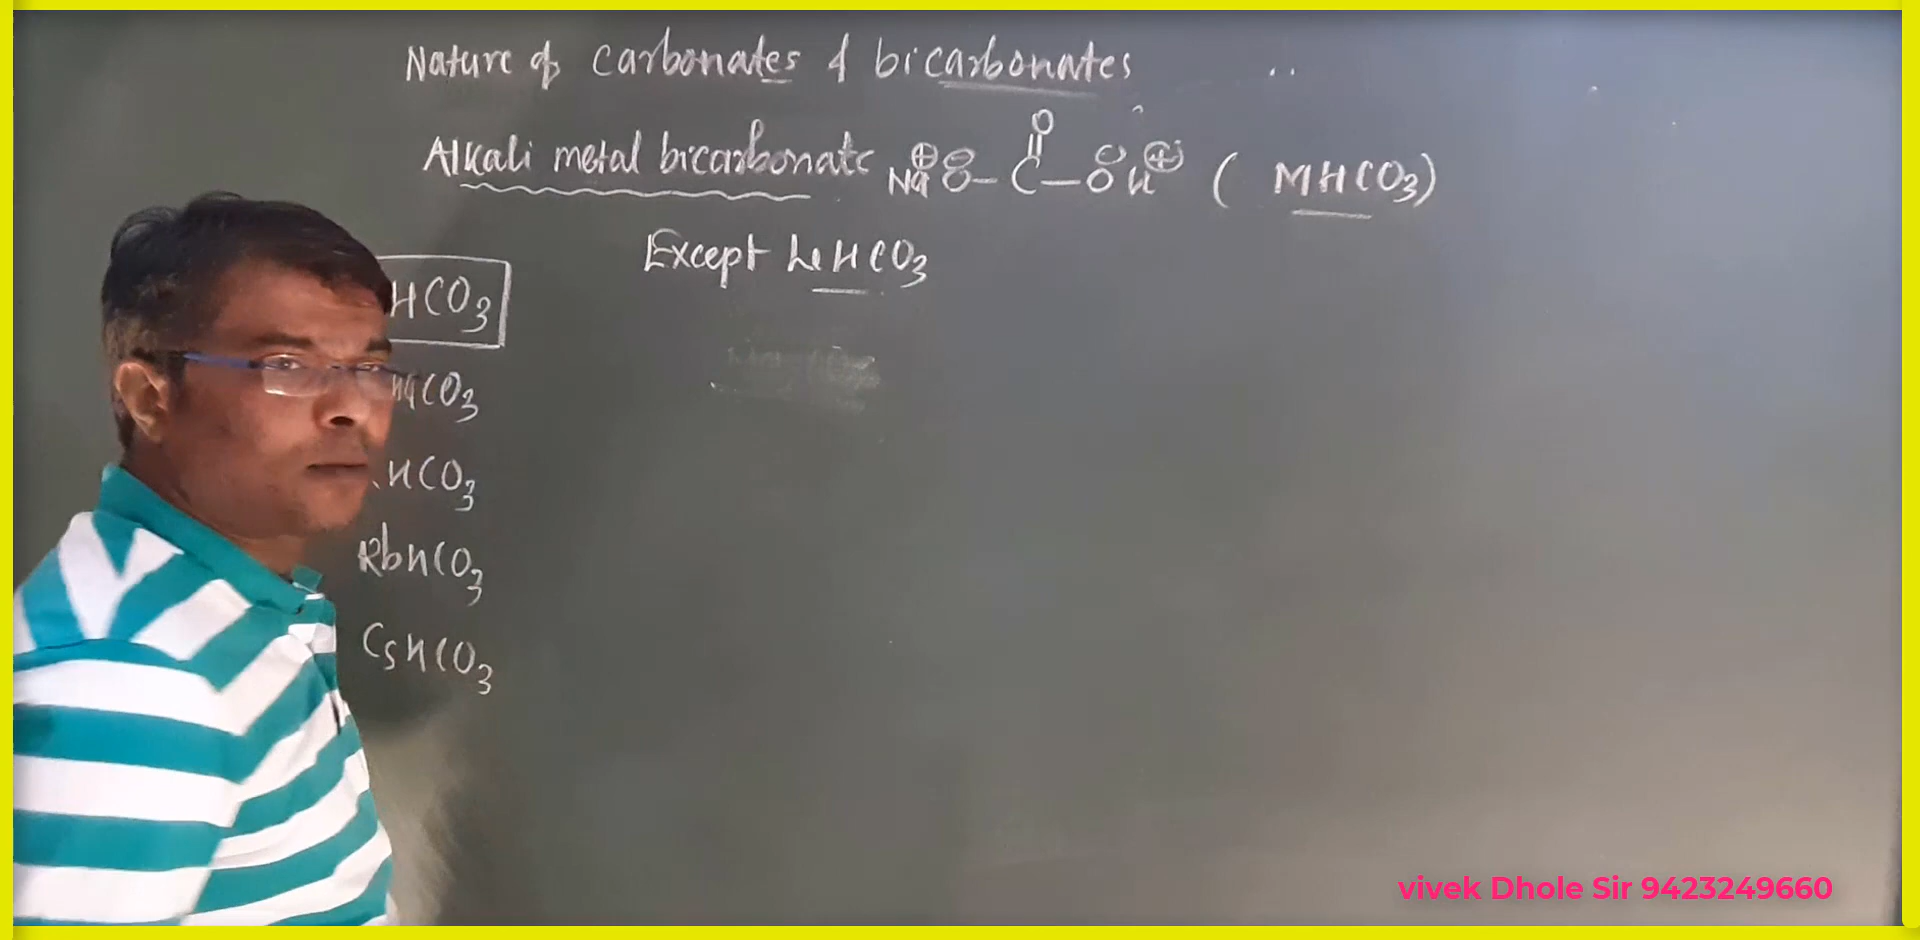 Nature of carbonates & bicarbonates
Alkali metal bicarbonate Na⊕ ⊖O-C(=O)-O⊖ H⊕ ( MHCO3)
Except LiHCO3
HCO3
HCO3
HCO3
RbHCO3
CsHCO3
vivek Dhole Sir 9423249660